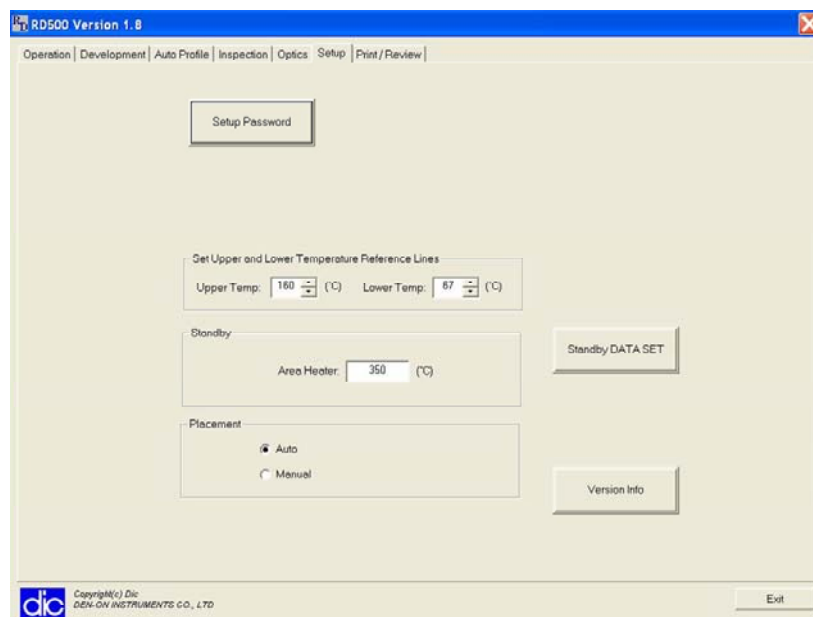 RD500 Version 1.8
Operation Development Auto Profile Inspection Optics Setup Print/Review
Setup Password
Set Upper and Lower Temperature Reference Lines
Upper Temp: 160 (°C) Lower Temp: 67 (°C)
Standby
Area Heater: 350 (°C)
Standby DATA SET
Placement
Auto
Manual
Version Info
dic
Copyright(c) Dic
DEN-ON INSTRUMENTS CO., LTD
Exit